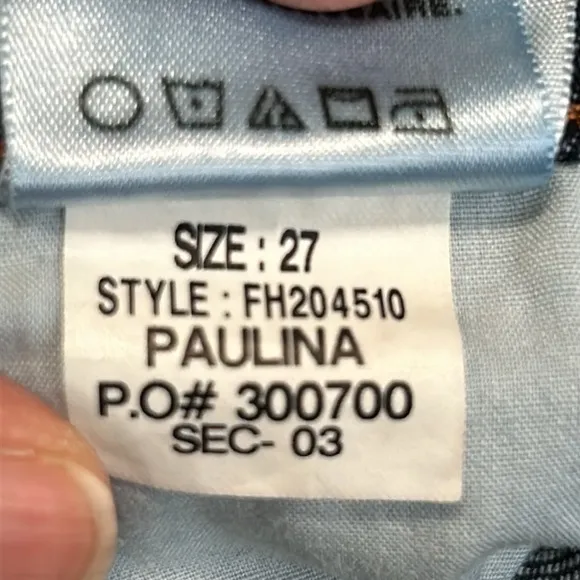 SIZE : 27
STYLE : FH204510
PAULINA
P.O# 300700
SEC- 03